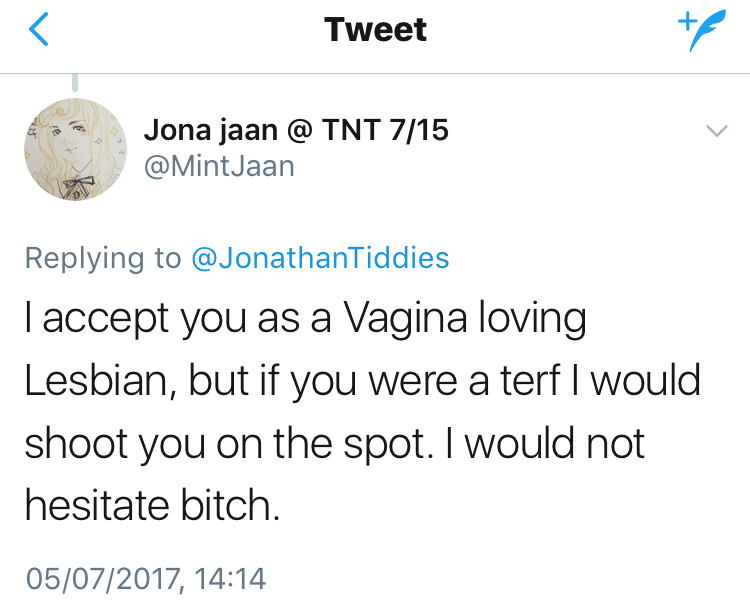 Tweet
Jona jaan @ TNT 7/15
@MintJaan
Replying to @JonathanTiddies
I accept you as a Vagina loving
Lesbian, but if you were a terf I would
shoot you on the spot. I would not
hesitate bitch.
05/07/2017, 14:14